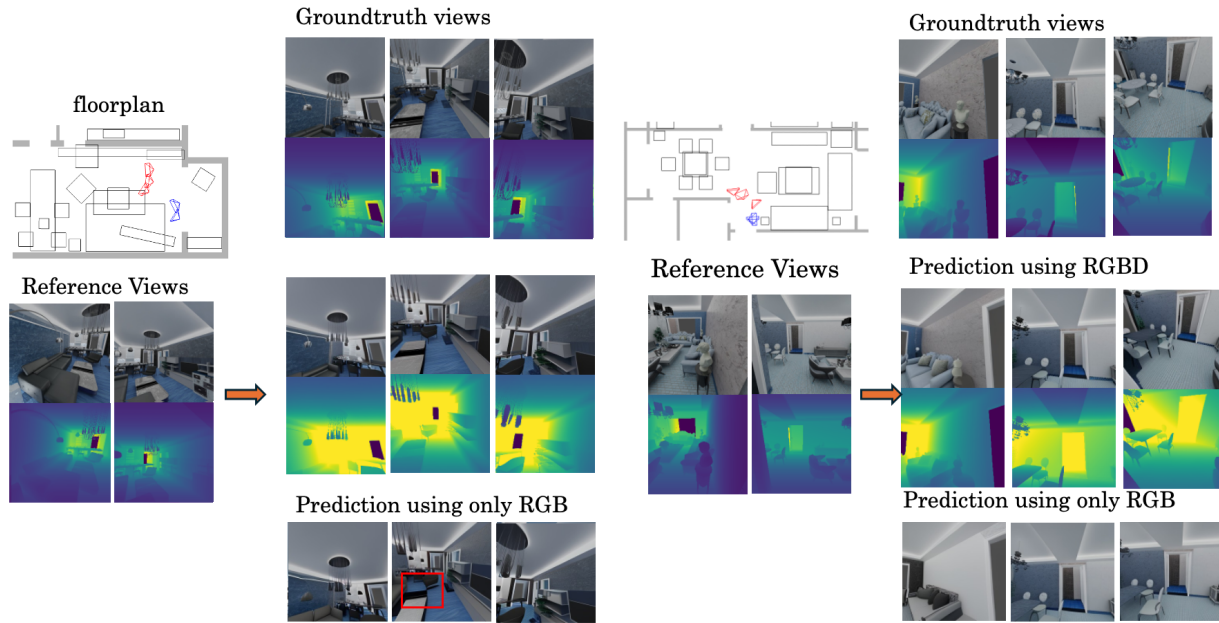 Groundtruth views
floorplan
Reference Views
Prediction using only RGB
Groundtruth views
Reference Views
Prediction using RGBD
Prediction using only RGB